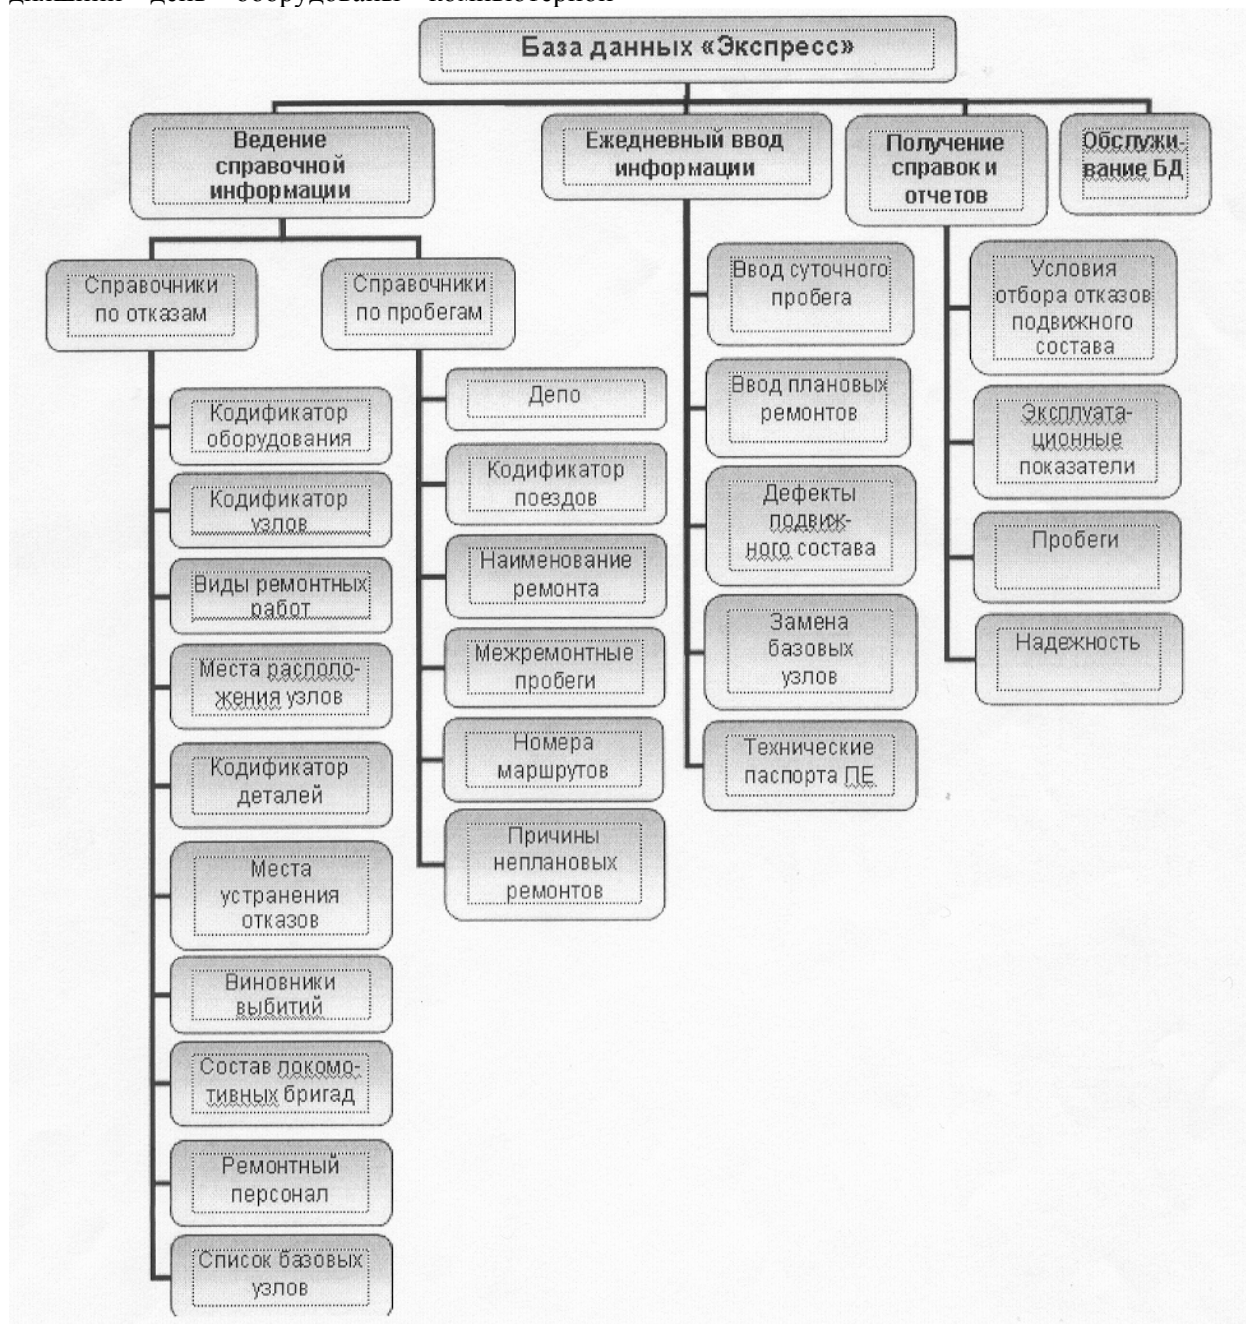 База данных «Экспресс»
Ведение
справочной
информации
Ежедневный ввод
информации
Получение
справок и
отчетов
Обслужи-
вание БД
Справочники
по отказам
Справочники
по пробегам
Кодификатор
оборудования
Кодификатор
узлов
Виды ремонтных
работ
Места располо-
жения узлов
Кодификатор
деталей
Места
устранения
отказов
Виновники
выбитий
Состав локомо-
тивных бригад
Ремонтный
персонал
Список базовых
узлов
Депо
Кодификатор
поездов
Наименование
ремонта
Межремонтные
пробеги
Номера
маршрутов
Причины
неплановых
ремонтов
Ввод суточного
пробега
Ввод плановых
ремонтов
Дефекты
подвиж-
ного состава
Замена
базовых
узлов
Технические
паспорта ПЕ
Условия
отбора отказов
подвижного
состава
Эксплуата-
ционные
показатели
Пробеги
Надежность